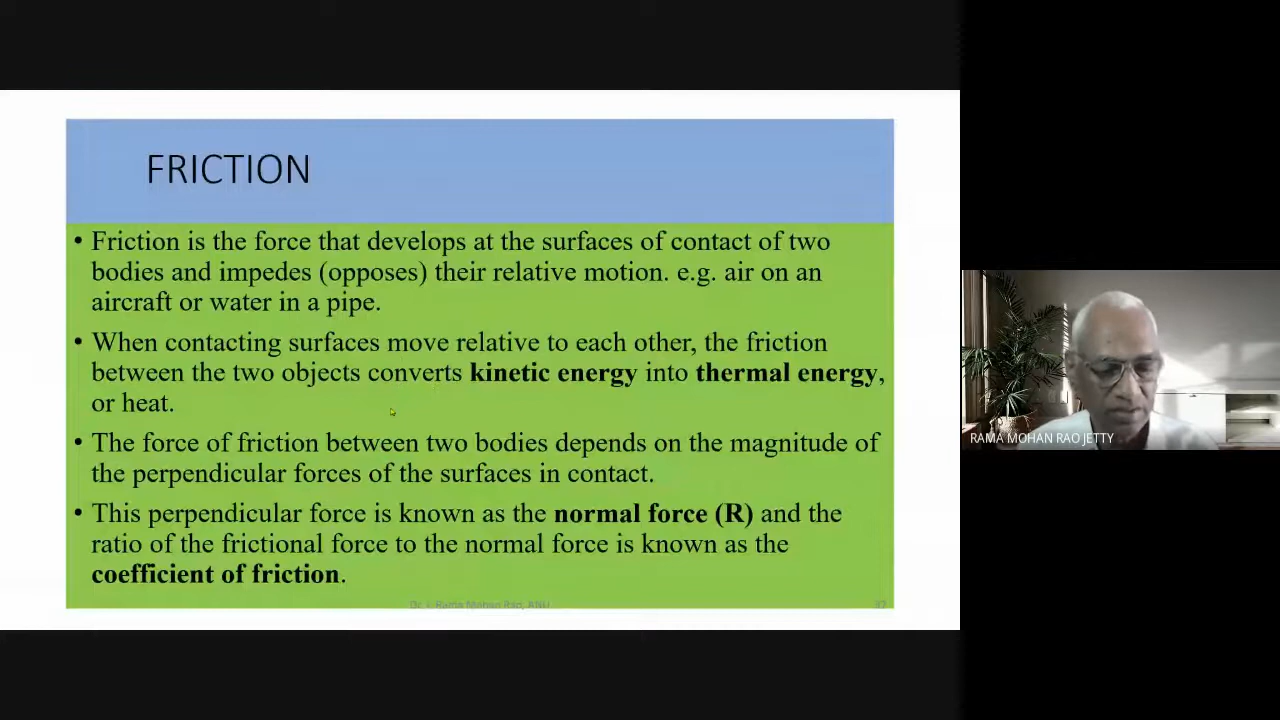 FRICTION
• Friction is the force that develops at the surfaces of contact of two
bodies and impedes (opposes) their relative motion. e.g. air on an
aircraft or water in a pipe.
• When contacting surfaces move relative to each other, the friction
between the two objects converts kinetic energy into thermal energy,
or heat.
• The force of friction between two bodies depends on the magnitude of
the perpendicular forces of the surfaces in contact.
• This perpendicular force is known as the normal force (R) and the
ratio of the frictional force to the normal force is known as the
coefficient of friction.
Rama Mohan Rao, ANU
RAMA MOHAN RAO JETTY